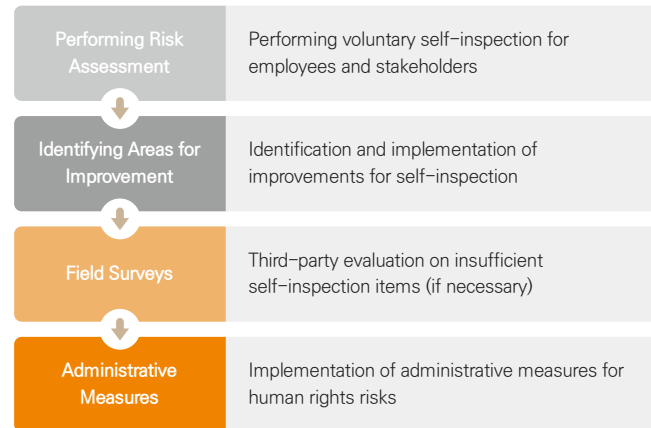 Performing Risk
Assessment
Performing voluntary self-inspection for
employees and stakeholders
Identifying Areas for
Improvement
Identification and implementation of
improvements for self-inspection
Field Surveys
Third-party evaluation on insufficient
self-inspection items (if necessary)
Administrative
Measures
Implementation of administrative measures for
human rights risks